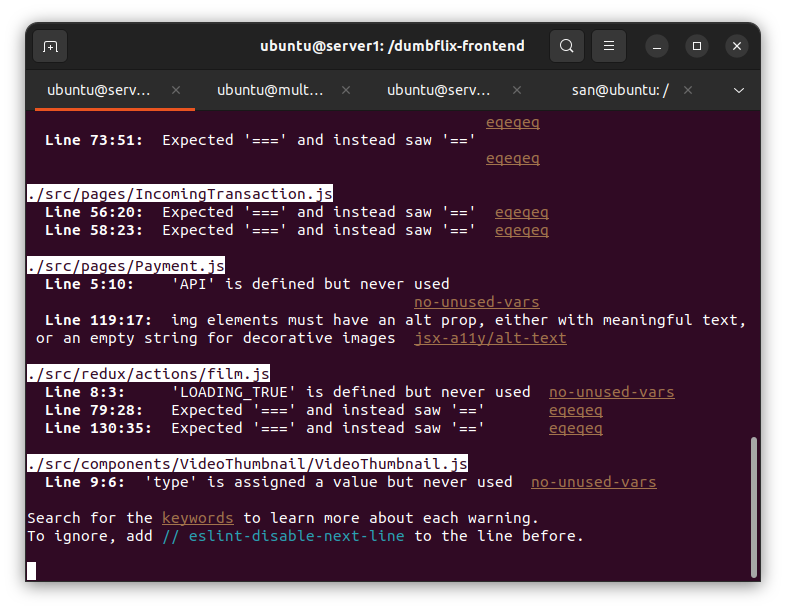 ubuntu@server1: /dumbflix-frontend
ubuntu@serv... × ubuntu@mult... × ubuntu@serv... × san@ubuntu: / ×
eqeqeq
Line 73:51: Expected '===' and instead saw '=='
eqeqeq
./src/pages/IncomingTransaction.js
Line 56:20: Expected '===' and instead saw '==' eqeqeq
Line 58:23: Expected '===' and instead saw '==' eqeqeq
./src/pages/Payment.js
Line 5:10: 'API' is defined but never used
no-unused-vars
Line 119:17: img elements must have an alt prop, either with meaningful text,
or an empty string for decorative images jsx-a11y/alt-text
./src/redux/actions/film.js
Line 8:3: 'LOADING_TRUE' is defined but never used no-unused-vars
Line 79:28: Expected '===' and instead saw '==' eqeqeq
Line 130:35: Expected '===' and instead saw '==' eqeqeq
./src/components/VideoThumbnail/VideoThumbnail.js
Line 9:6: 'type' is assigned a value but never used no-unused-vars
Search for the keywords to learn more about each warning.
To ignore, add // eslint-disable-next-line to the line before.